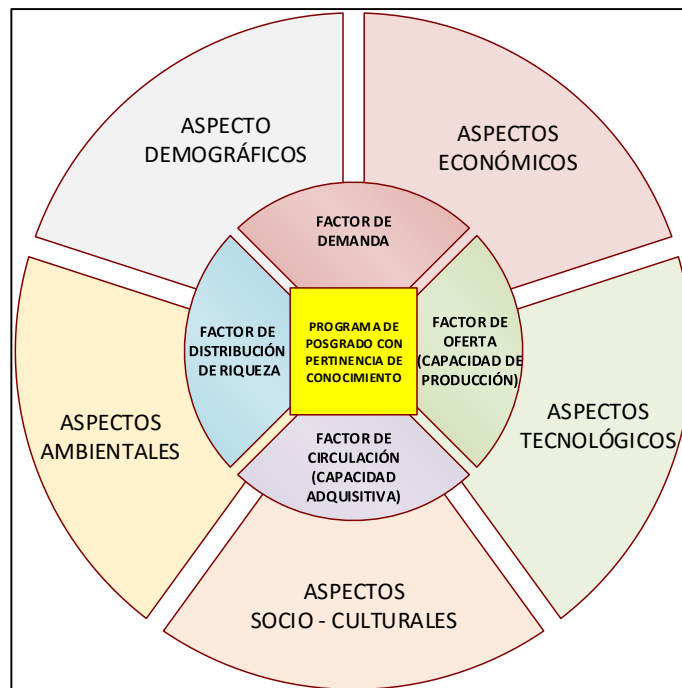 ASPECTO
DEMOGRÁFICOS
ASPECTOS
ECONÓMICOS
FACTOR DE
DEMANDA
FACTOR DE
DISTRIBUCIÓN
DE RIQUEZA
PROGRAMA DE
POSGRADO CON
PERTINENCIA DE
CONOCIMIENTO
FACTOR DE
OFERTA
(CAPACIDAD DE
PRODUCCIÓN)
ASPECTOS
AMBIENTALES
ASPECTOS
TECNOLÓGICOS
FACTOR DE
CIRCULACIÓN
(CAPACIDAD
ADQUISITIVA)
ASPECTOS
SOCIO - CULTURALES